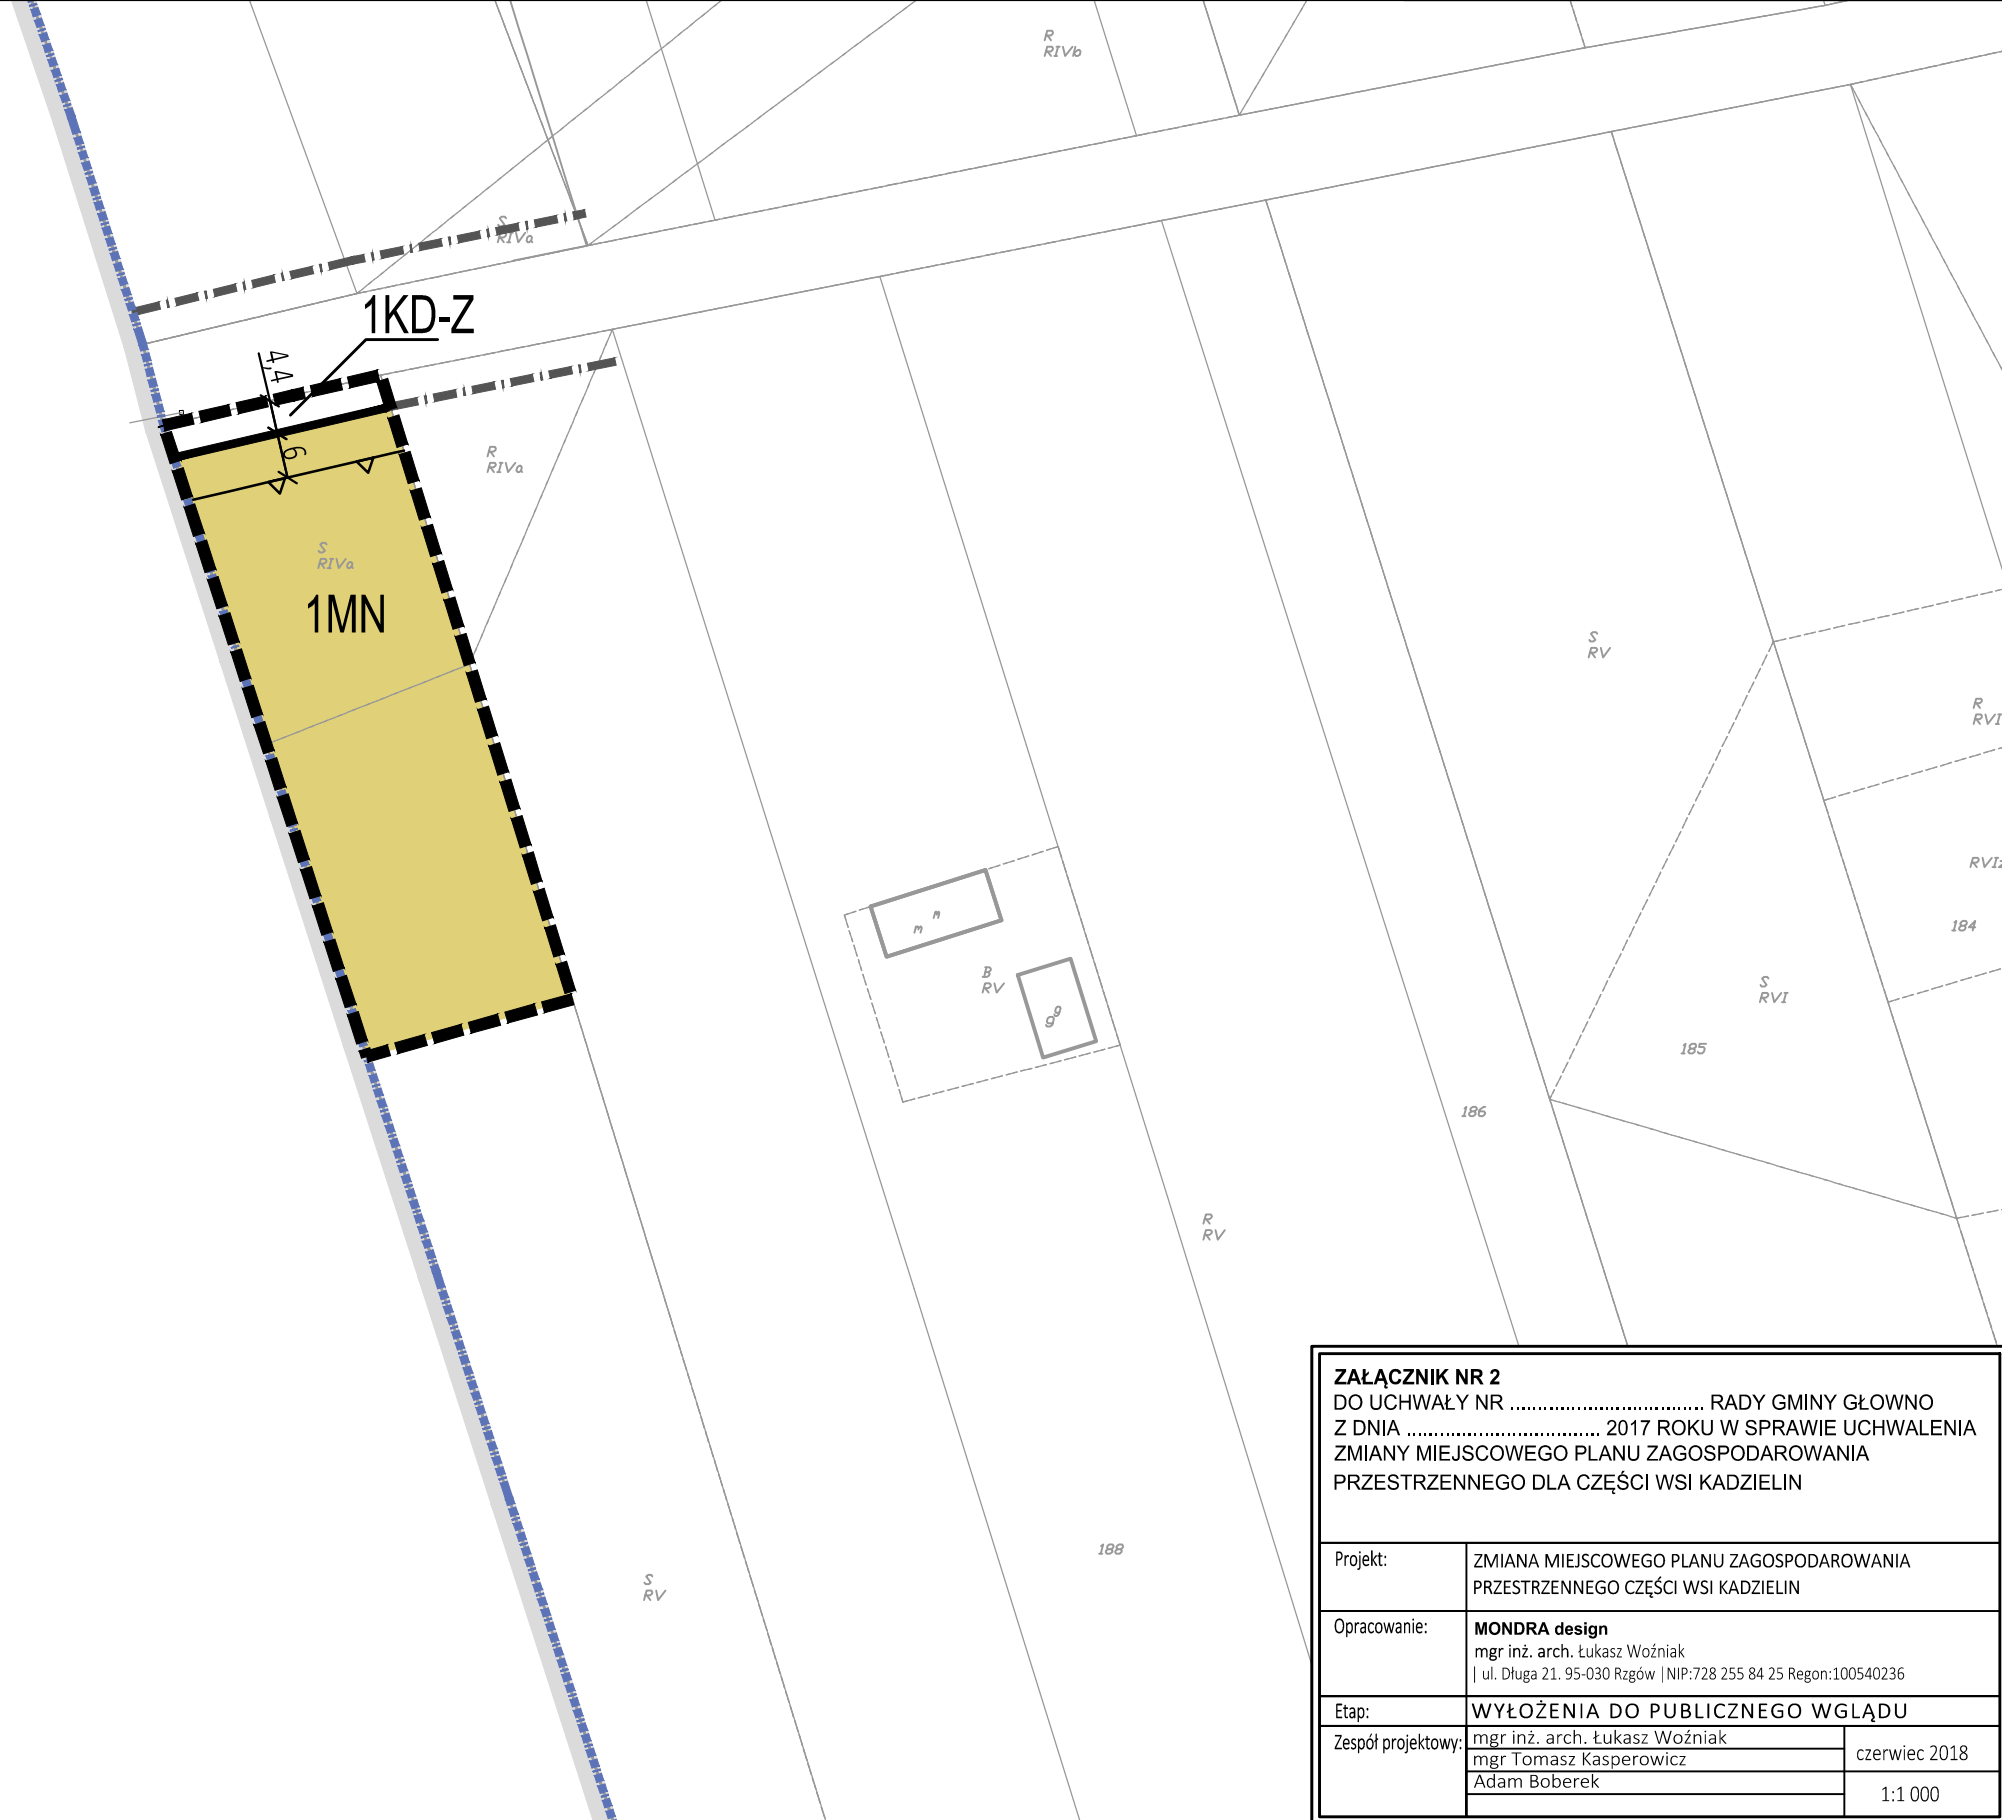 R
RIVb
S
RIVa
1KD-Z
4,4
6
R
RIVa
S
RIVa
1MN
S
RV
R
RVI
184
S
RVI
185
m
m
B
RV
g
g
186
R
RV
188
S
RV
ZAŁĄCZNIK NR 2
DO UCHWAŁY NR .................................. RADY GMINY GŁOWNO
Z DNIA .................................. 2017 ROKU W SPRAWIE UCHWALENIA
ZMIANY MIEJSCOWEGO PLANU ZAGOSPODAROWANIA
PRZESTRZENNEGO DLA CZĘŚCI WSI KADZIELIN
Projekt:
ZMIANA MIEJSCOWEGO PLANU ZAGOSPODAROWANIA
PRZESTRZENNEGO CZĘŚCI WSI KADZIELIN
Opracowanie:
MONDRA design
mgr inż. arch. Łukasz Woźniak
| ul. Długa 21. 95-030 Rzgów |NIP:728 255 84 25 Regon:100540236
Etap:
WYŁOŻENIA DO PUBLICZNEGO WGLĄDU
Zespół projektowy:
mgr inż. arch. Łukasz Woźniak
mgr Tomasz Kasperowicz
Adam Boberek
czerwiec 2018
1:1 000